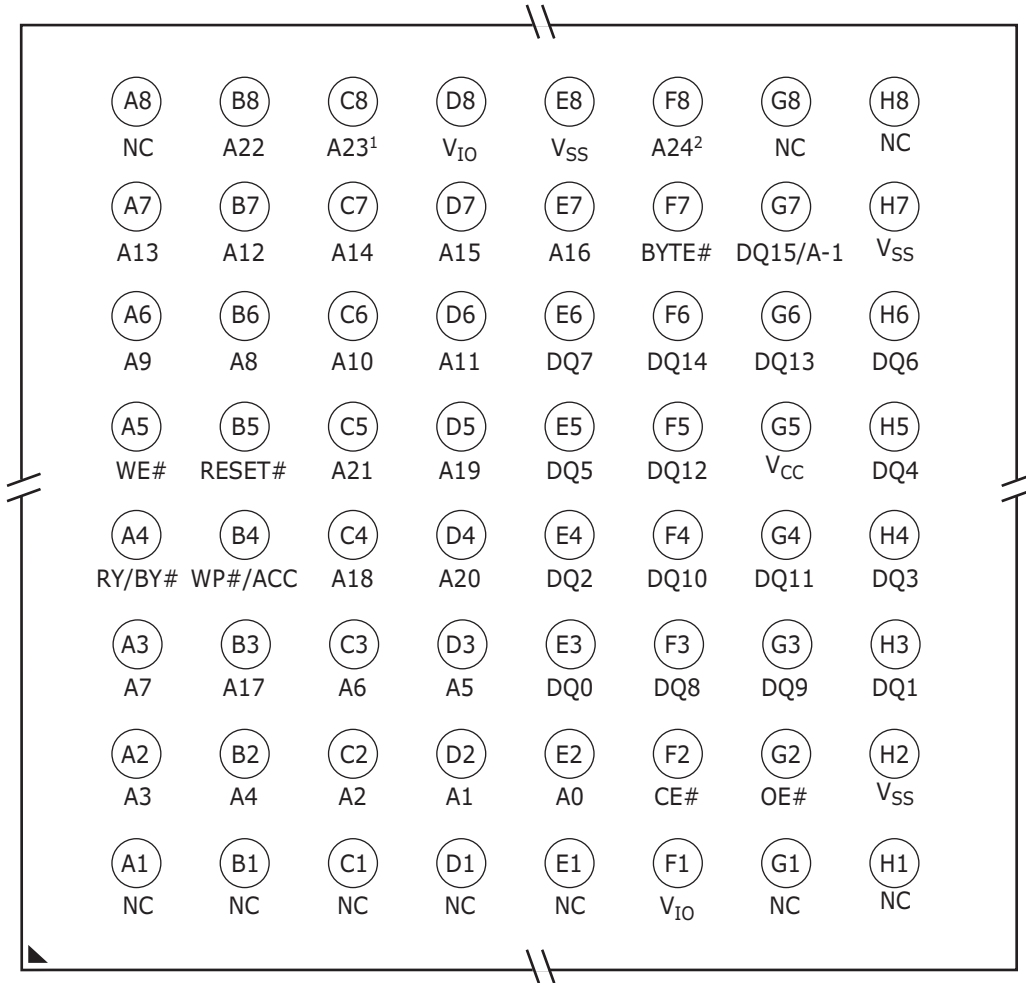 A8 B8 C8 D8 E8 F8 G8 H8
NC A22 A23¹ V_IO V_SS A24² NC NC
A7 B7 C7 D7 E7 F7 G7 H7
A13 A12 A14 A15 A16 BYTE# DQ15/A-1 V_SS
A6 B6 C6 D6 E6 F6 G6 H6
A9 A8 A10 A11 DQ7 DQ14 DQ13 DQ6
A5 B5 C5 D5 E5 F5 G5 H5
WE# RESET# A21 A19 DQ5 DQ12 V_CC DQ4
A4 B4 C4 D4 E4 F4 G4 H4
RY/BY# WP#/ACC A18 A20 DQ2 DQ10 DQ11 DQ3
A3 B3 C3 D3 E3 F3 G3 H3
A7 A17 A6 A5 DQ0 DQ8 DQ9 DQ1
A2 B2 C2 D2 E2 F2 G2 H2
A3 A4 A2 A1 A0 CE# OE# V_SS
A1 B1 C1 D1 E1 F1 G1 H1
NC NC NC NC NC V_IO NC NC